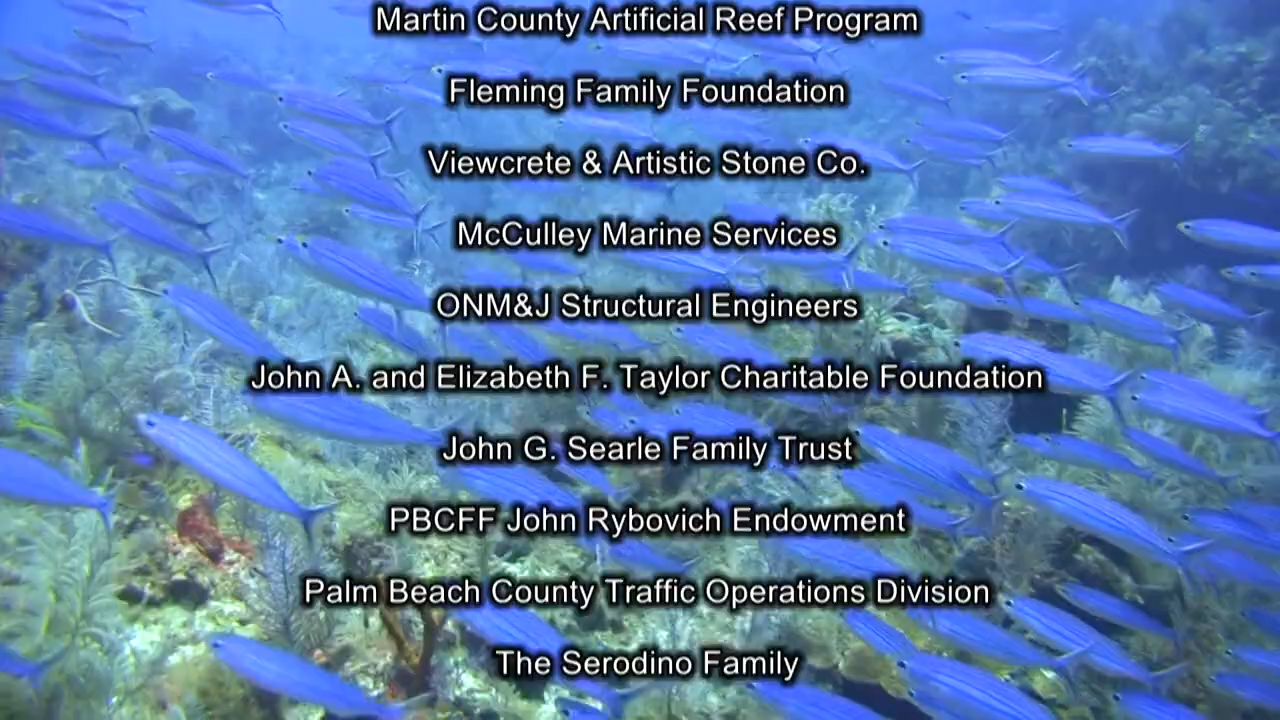 Martin County Artificial Reef Program
Fleming Family Foundation
Viewcrete & Artistic Stone Co.
McCulley Marine Services
ONM&J Structural Engineers
John A. and Elizabeth F. Taylor Charitable Foundation
John G. Searle Family Trust
PBCFF John Rybovich Endowment
Palm Beach County Traffic Operations Division
The Serodino Family